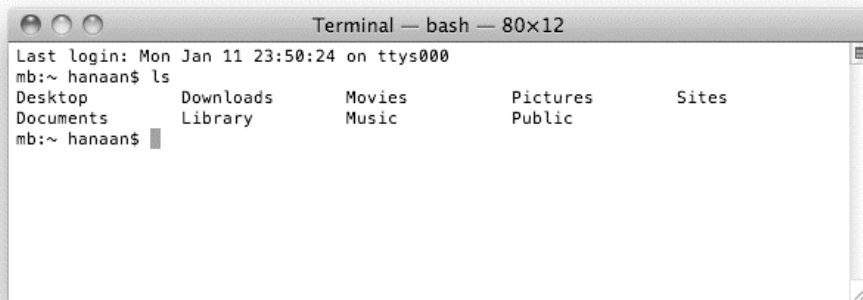 Terminal — bash — 80×12
Last login: Mon Jan 11 23:50:24 on ttys000
mb:~ hanaan$ ls
Desktop Downloads Movies Pictures Sites
Documents Library Music Public
mb:~ hanaan$